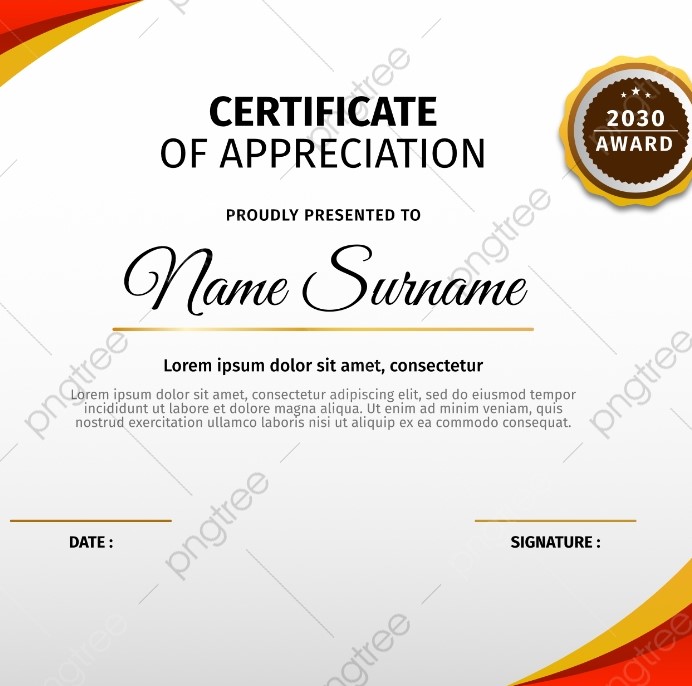 CERTIFICATE
OF APPRECIATION
2030
AWARD
PROUDLY PRESENTED TO
Name Surname
Lorem ipsum dolor sit amet, consectetur
Lorem ipsum dolor sit amet, consectetur adipiscing elit, sed do eiusmod tempor
incididunt ut labore et dolore magna aliqua. Ut enim ad minim veniam, quis
nostrud exercitation ullamco laboris nisi ut aliquip ex ea commodo consequat.
DATE :
SIGNATURE :
pngtree
pngtree
pngtree
pngtree
pngtree
pngtree
pngtree
pngtree